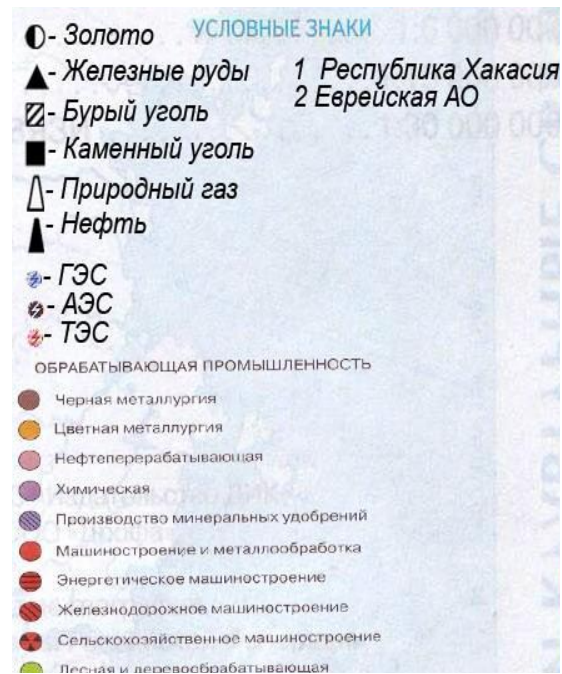 УСЛОВНЫЕ ЗНАКИ
- Золото
- Железные руды
1 Республика Хакасия
2 Еврейская АО
- Бурый уголь
- Каменный уголь
- Природный газ
- Нефть
- ГЭС
- АЭС
- ТЭС
ОБРАБАТЫВАЮЩАЯ ПРОМЫШЛЕННОСТЬ
Черная металлургия
Цветная металлургия
Нефтеперерабатывающая
Химическая
Производство минеральных удобрений
Машиностроение и металлообработка
Энергетическое машиностроение
Железнодорожное машиностроение
Сельскохозяйственное машиностроение
Лесная и деревообрабатывающая